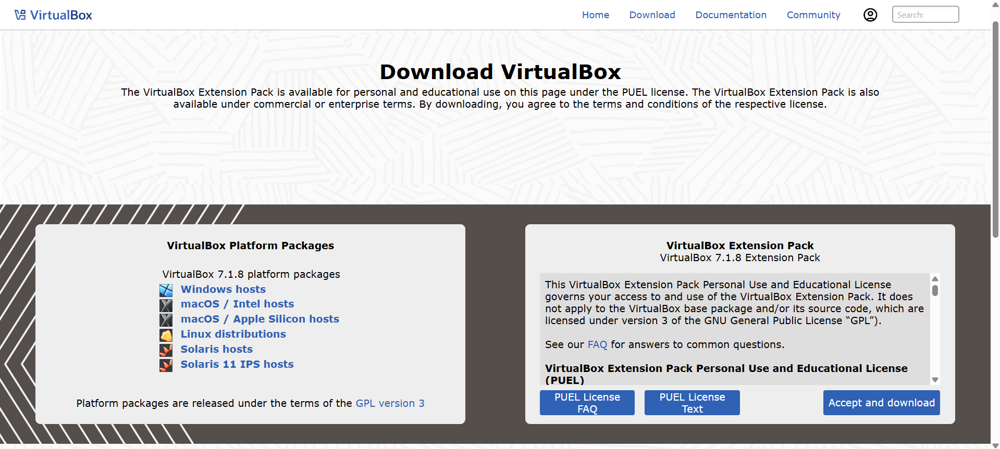 VirtualBox
Home Download Documentation Community Search:
Download VirtualBox
The VirtualBox Extension Pack is available for personal and educational use on this page under the PUEL license. The VirtualBox Extension Pack is also
available under commercial or enterprise terms. By downloading, you agree to the terms and conditions of the respective license.
VirtualBox Platform Packages
VirtualBox 7.1.8 platform packages
Windows hosts
macOS / Intel hosts
macOS / Apple Silicon hosts
Linux distributions
Solaris hosts
Solaris 11 IPS hosts
Platform packages are released under the terms of the GPL version 3
VirtualBox Extension Pack
VirtualBox 7.1.8 Extension Pack
This VirtualBox Extension Pack Personal Use and Educational License
governs your access to and use of the VirtualBox Extension Pack. It does
not apply to the VirtualBox base package and/or its source code, which are
licensed under version 3 of the GNU General Public License “GPL”).
See our FAQ for answers to common questions.
VirtualBox Extension Pack Personal Use and Educational License
(PUEL)
PUEL License
FAQ
PUEL License
Text
Accept and download